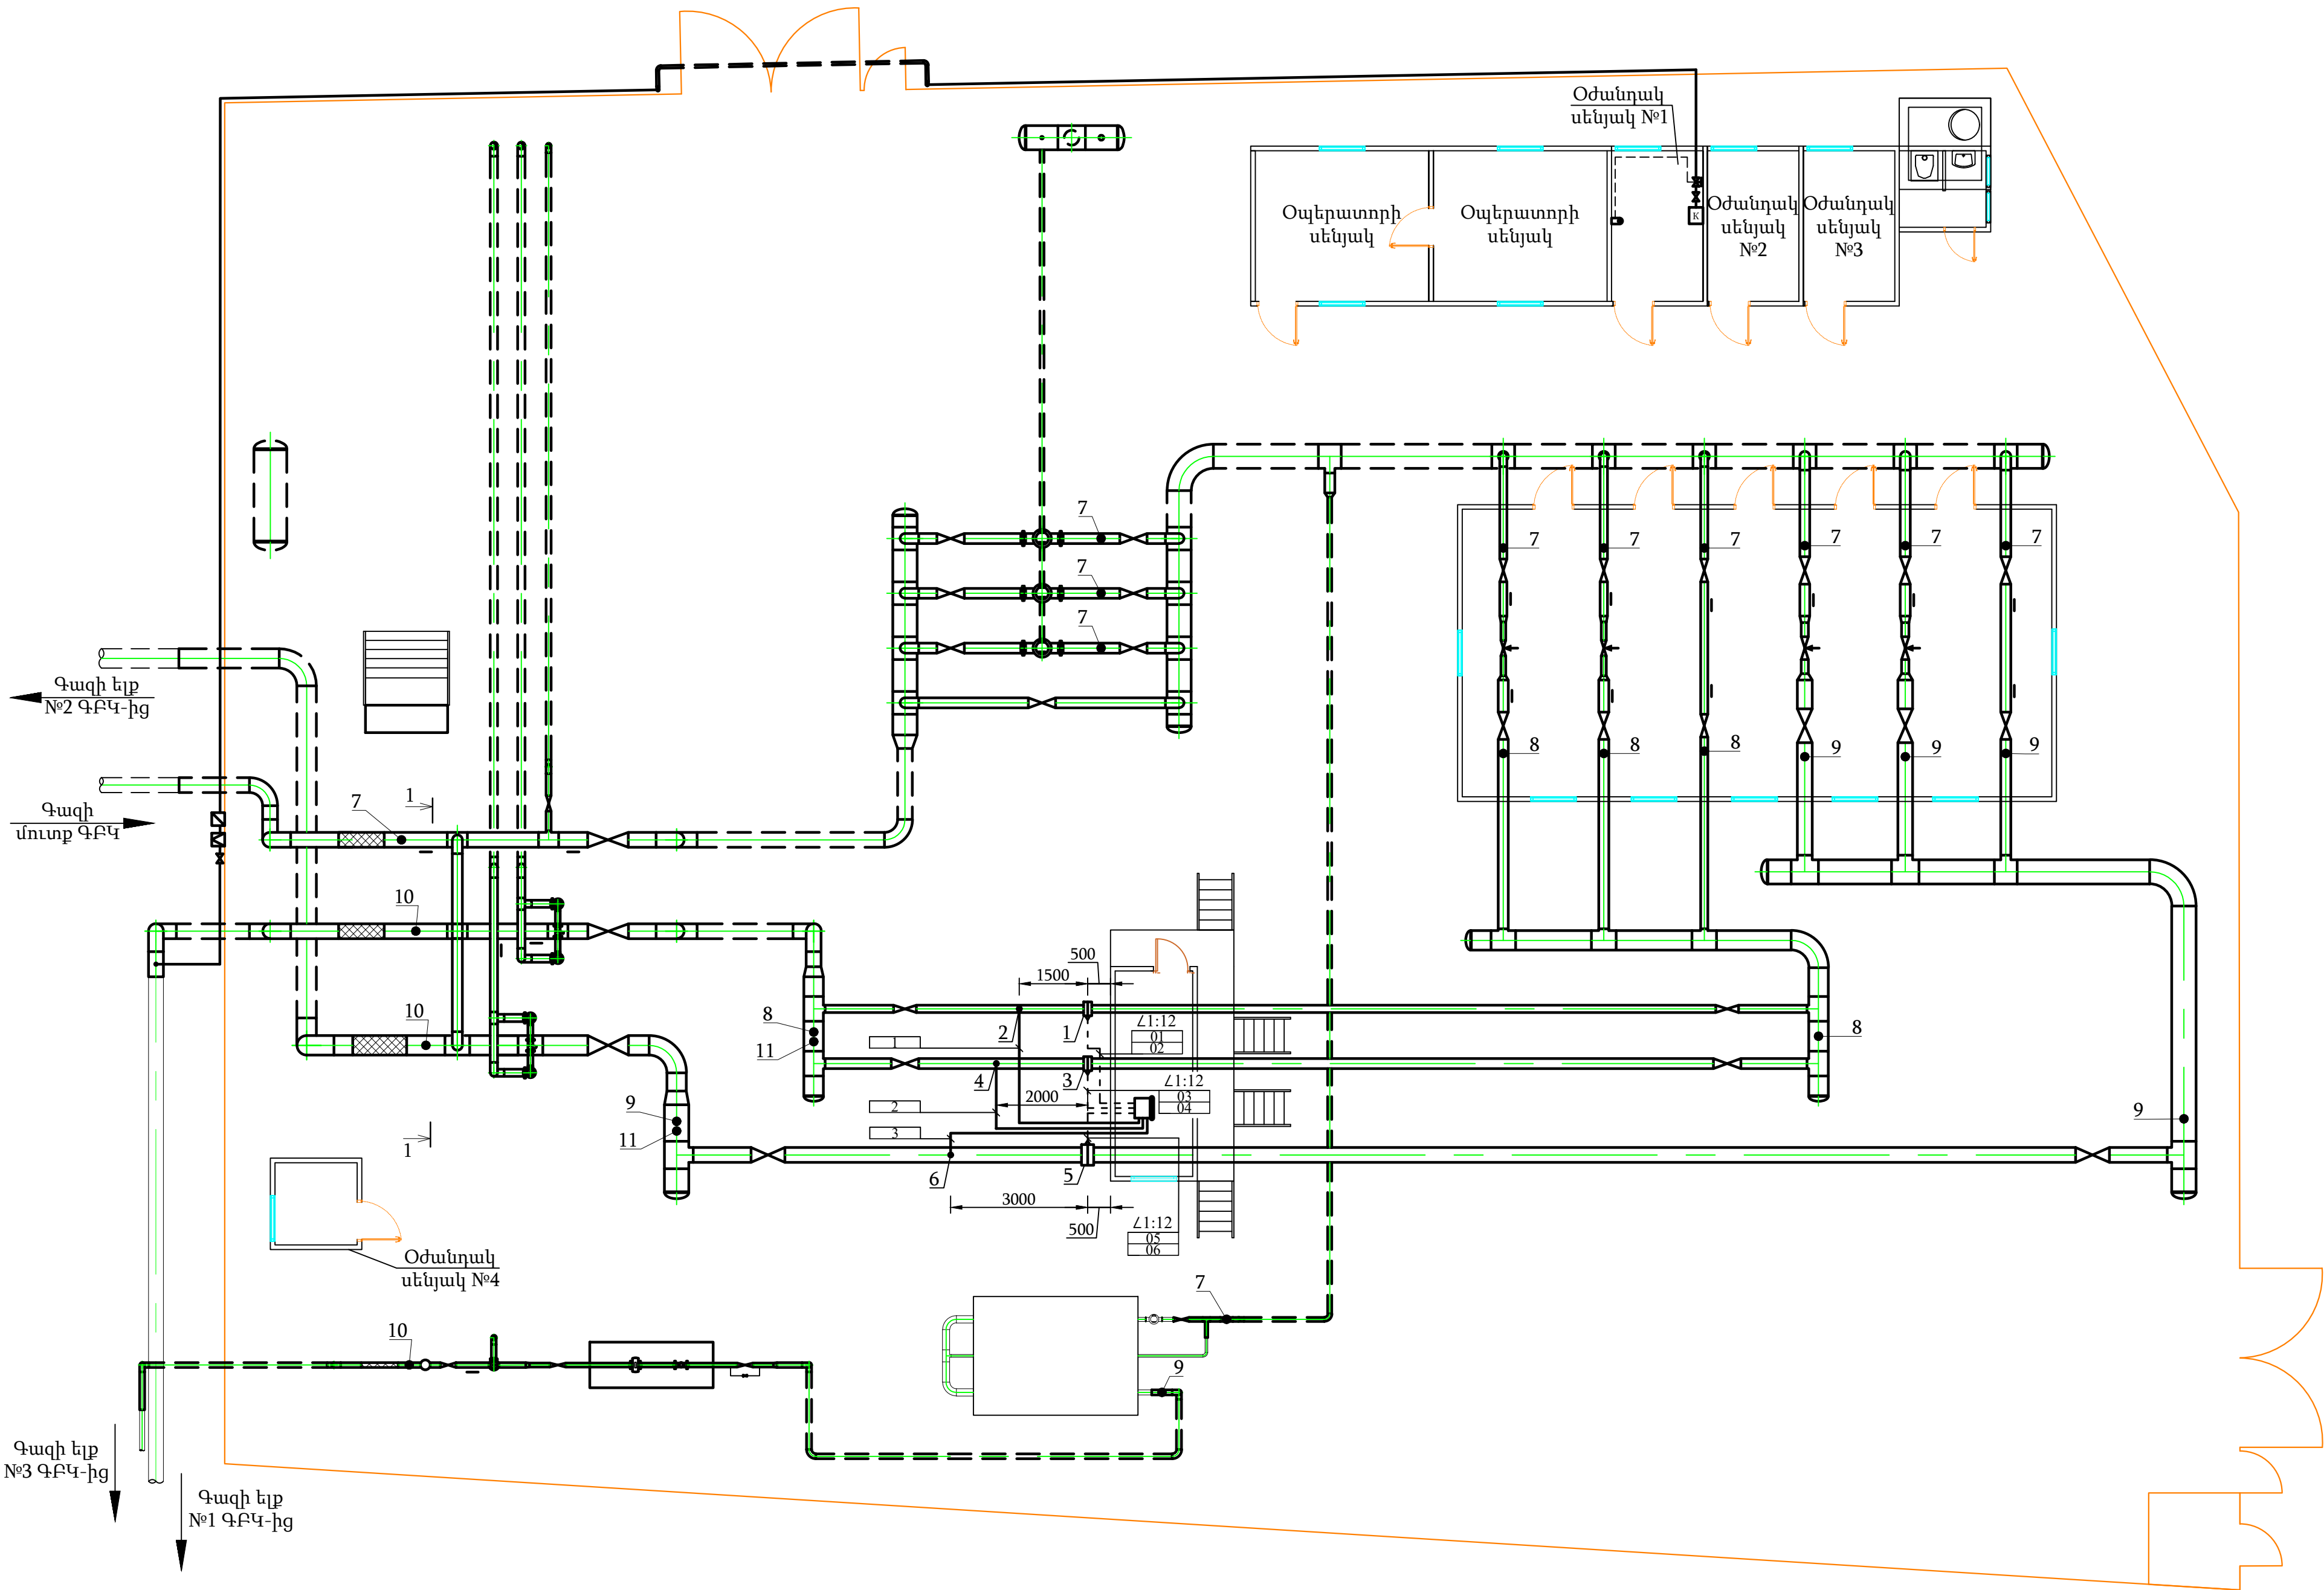 Օժանդակ
սենյակ №1
Օպերատորի
սենյակ
Օպերատորի
սենյակ
K
Օժանդակ
սենյակ
№2
Օժանդակ
սենյակ
№3
7
7
7
7
7
7
7
7
7
8
8
8
9
9
9
Գազի ելք
№2 ԳԲԿ-ից
Գազի
մուտք ԳԲԿ
7
1
10
10
1
500
1500
8
11
2
1
∠1:12
01
02
1
4
3
∠1:12
03
04
2000
2
3
8
9
9
11
6
5
3000
500
∠1:12
05
06
Օժանդակ
սենյակ №4
7
9
10
Գազի ելք
№3 ԳԲԿ-ից
Գազի ելք
№1 ԳԲԿ-ից